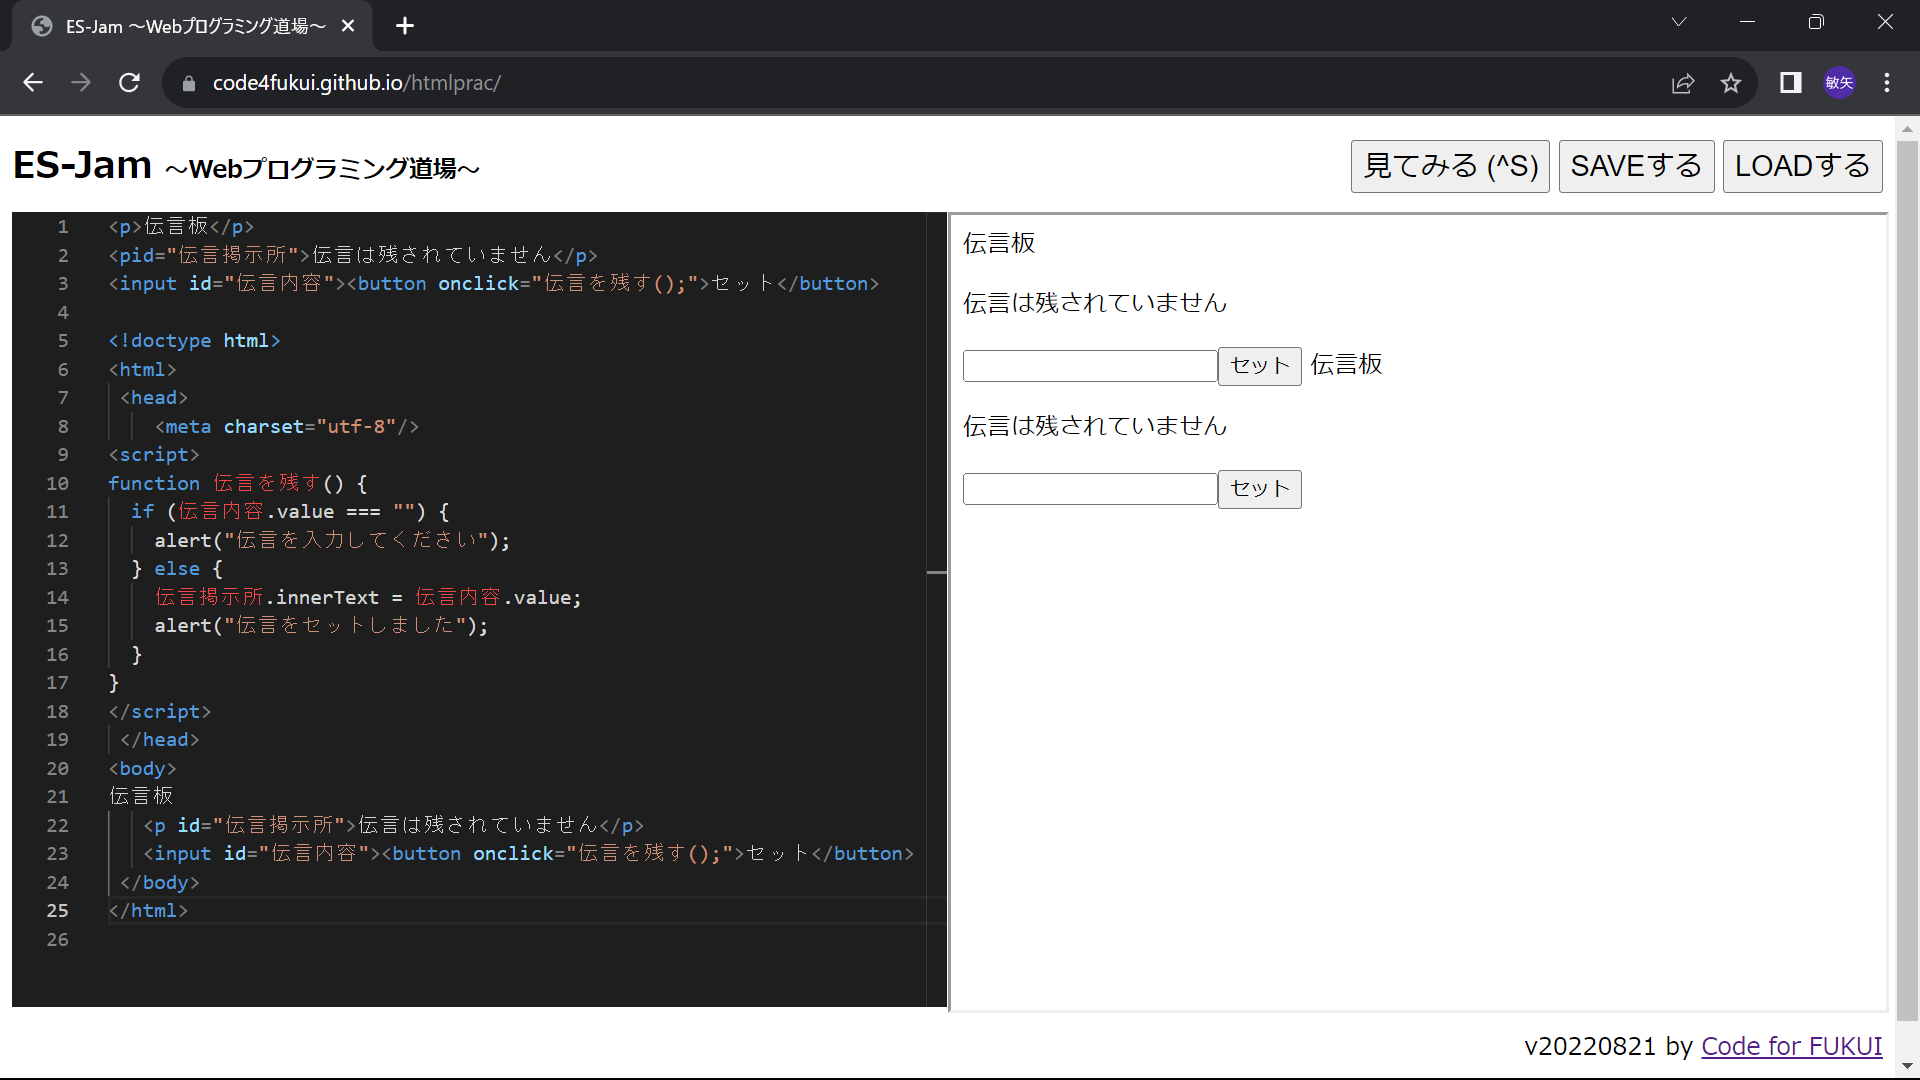 ES-Jam ～Webプログラミング道場～
code4fukui.github.io/htmlprac/
敏矢
ES-Jam ～Webプログラミング道場～
見てみる (^S) SAVEする LOADする
1 <p>伝言板</p>
2 <pid="伝言掲示所">伝言は残されていません</p>
3 <input id="伝言内容"><button onclick="伝言を残す();">セット</button>
4
5 <!doctype html>
6 <html>
7 <head>
8 <meta charset="utf-8"/>
9 <script>
10 function 伝言を残す() {
11 if (伝言内容.value === "") {
12 alert("伝言を入力してください");
13 } else {
14 伝言掲示所.innerText = 伝言内容.value;
15 alert("伝言をセットしました");
16 }
17 }
18 </script>
19 </head>
20 <body>
21 伝言板
22 <p id="伝言掲示所">伝言は残されていません</p>
23 <input id="伝言内容"><button onclick="伝言を残す();">セット</button>
24 </body>
25 </html>
26
伝言板
伝言は残されていません
セット 伝言板
伝言は残されていません
セット
v20220821 by Code for FUKUI